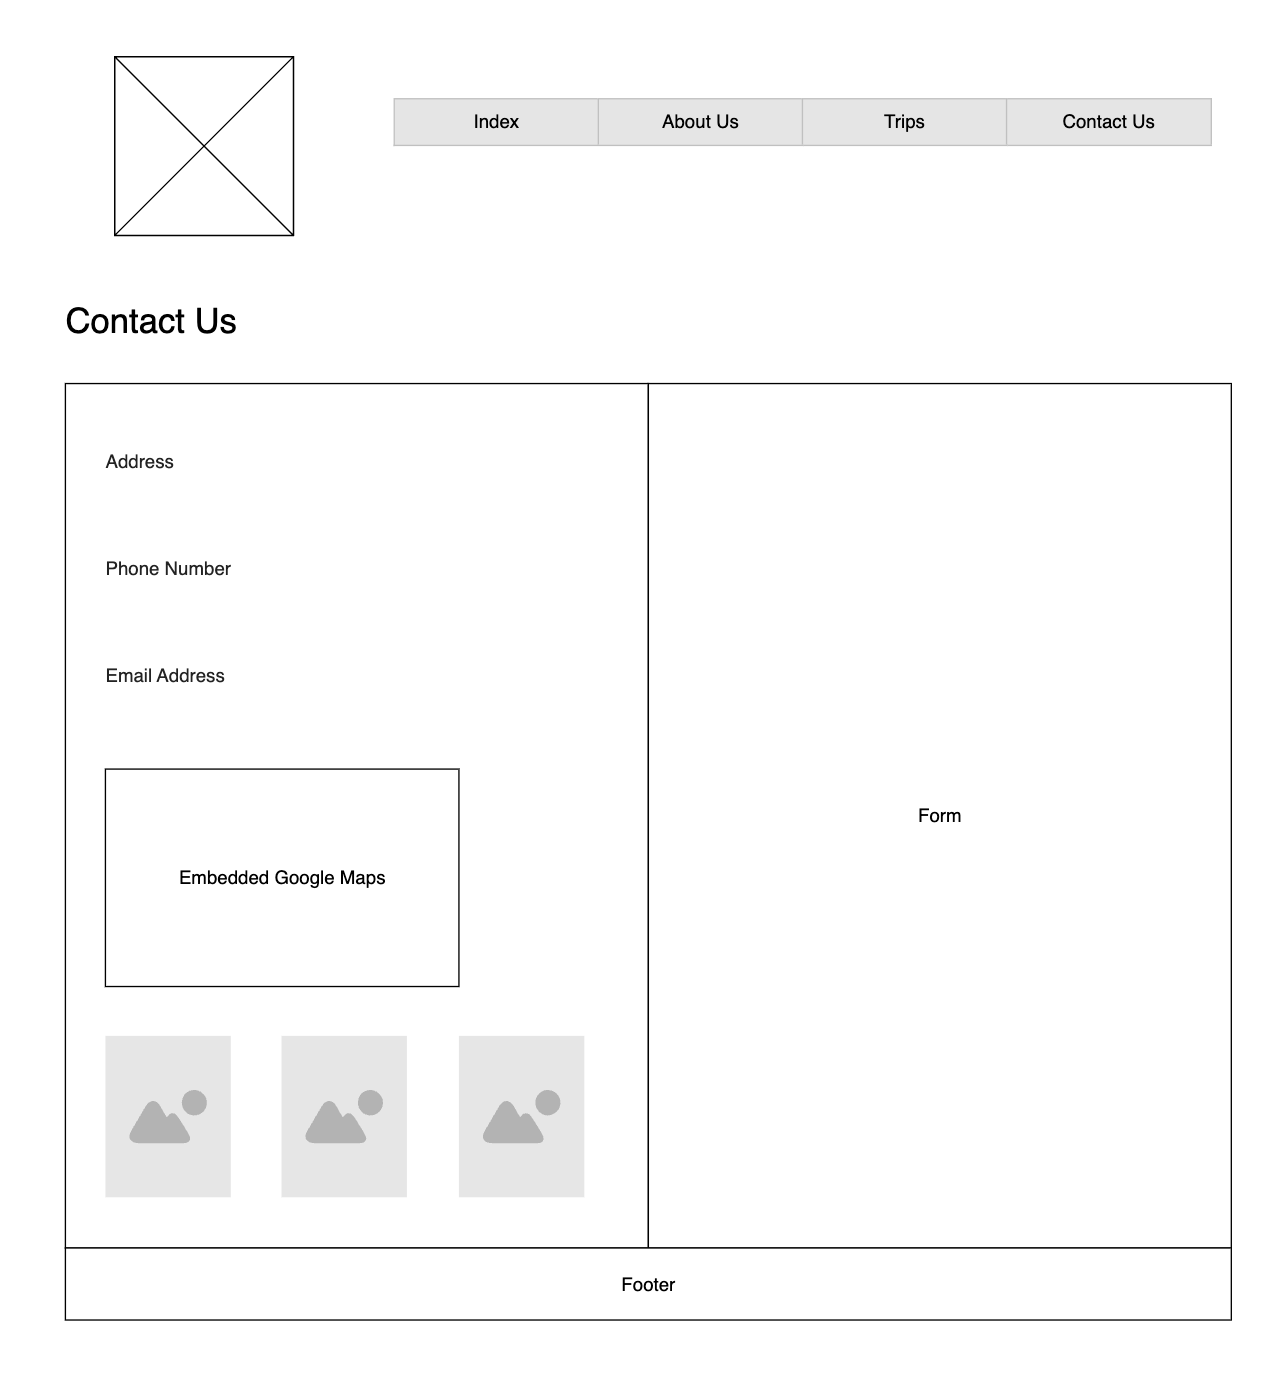 Index
About Us
Trips
Contact Us
Contact Us
Address
Phone Number
Email Address
Embedded Google Maps
Form
Footer